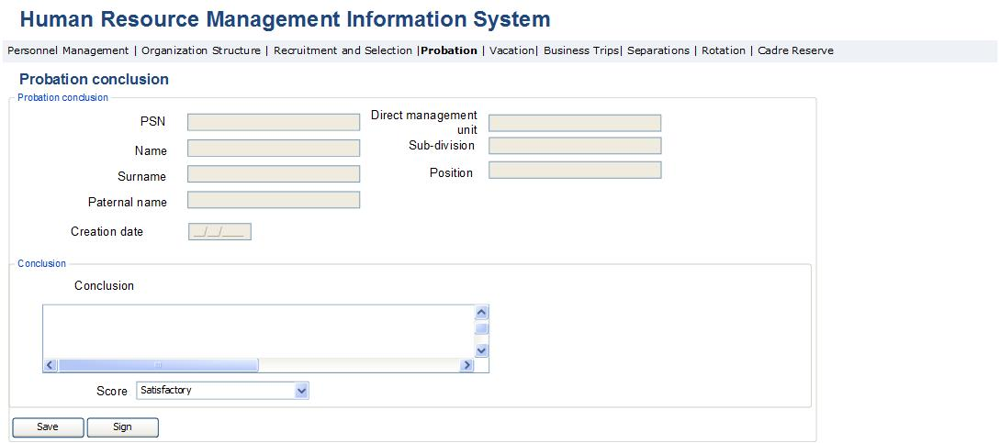 Human Resource Management Information System
Personnel Management | Organization Structure | Recruitment and Selection |Probation | Vacation| Business Trips| Separations | Rotation | Cadre Reserve
Probation conclusion
Probation conclusion
PSN
Name
Surname
Paternal name
Creation date
__/__/____
Direct management
unit
Sub-division
Position
Conclusion
Conclusion
Score
Satisfactory
Save
Sign